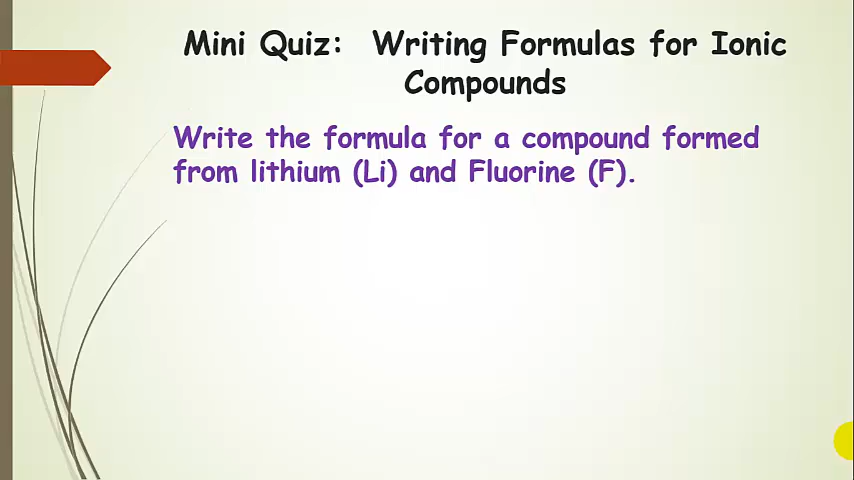 Mini Quiz: Writing Formulas for Ionic
Compounds
Write the formula for a compound formed
from lithium (Li) and Fluorine (F).